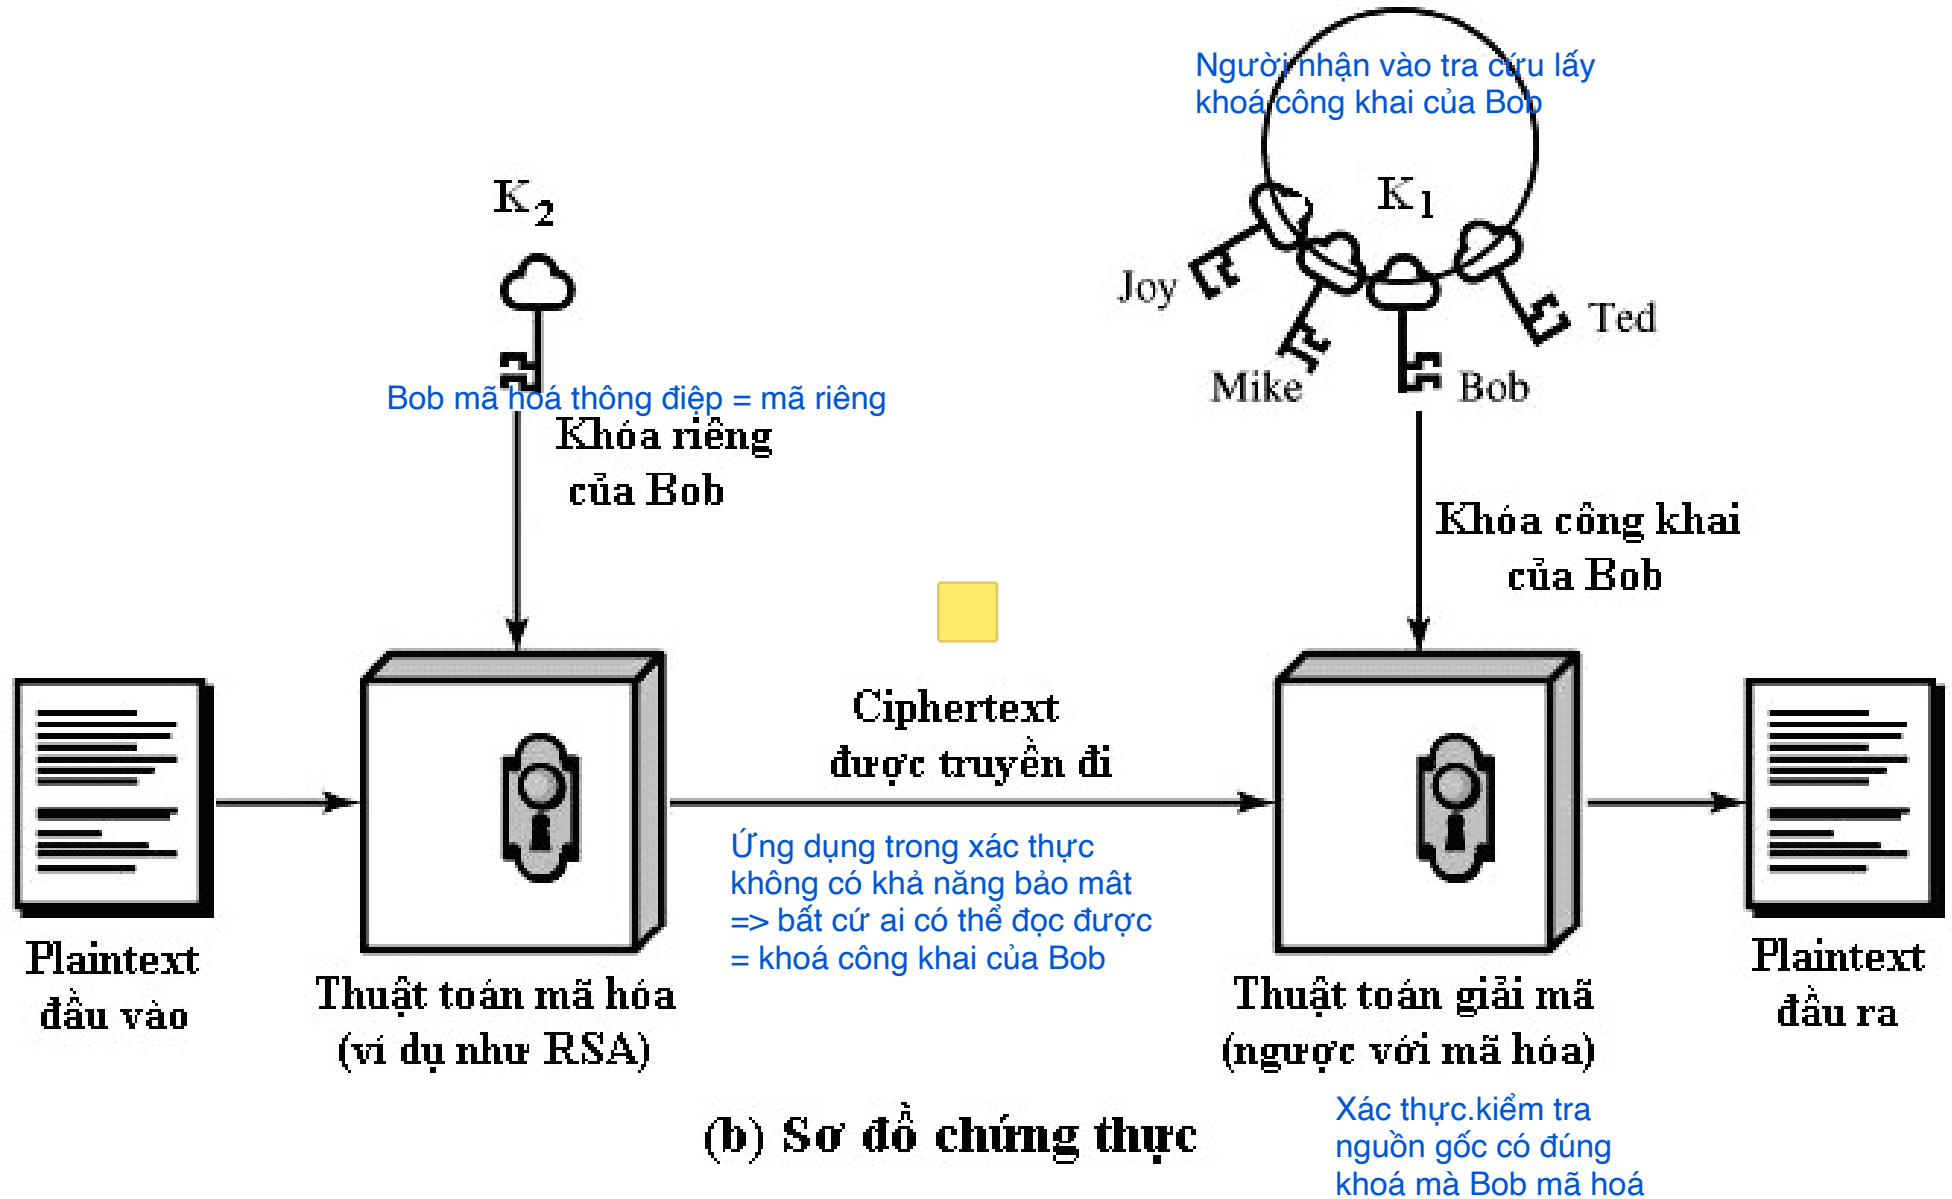 Người nhận vào tra cứu lấy
khoá công khai của Bob
K2
K1
Joy
Mike
Bob
Ted
Bob mã hoá thông điệp = mã riêng
Khóa riêng
của Bob
Khóa công khai
của Bob
Ciphertext
được truyền đi
Ứng dụng trong xác thực
không có khả năng bảo mât
=> bất cứ ai có thể đọc được
= khoá công khai của Bob
Plaintext
đầu vào
Thuật toán mã hóa
(ví dụ như RSA)
Thuật toán giải mã
(ngược với mã hóa)
Plaintext
đầu ra
Xác thực.kiểm tra
nguồn gốc có đúng
khoá mà Bob mã hoá
(b) Sơ đồ chứng thực